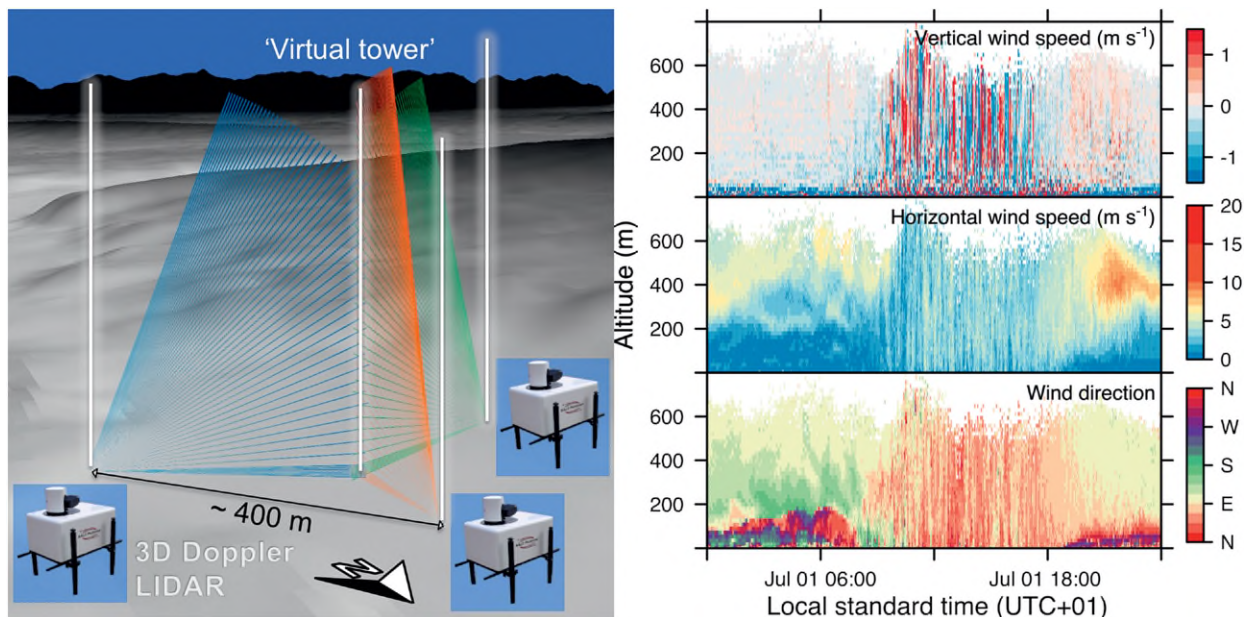 'Virtual tower'
~ 400 m
3D Doppler
LIDAR
N
Altitude (m)
Vertical wind speed (m s⁻¹)
600
400
200
1
0
-1
Horizontal wind speed (m s⁻¹)
600
400
200
20
15
10
5
0
Wind direction
600
400
200
N
W
S
E
N
Jul 01 06:00
Jul 01 18:00
Local standard time (UTC+01)